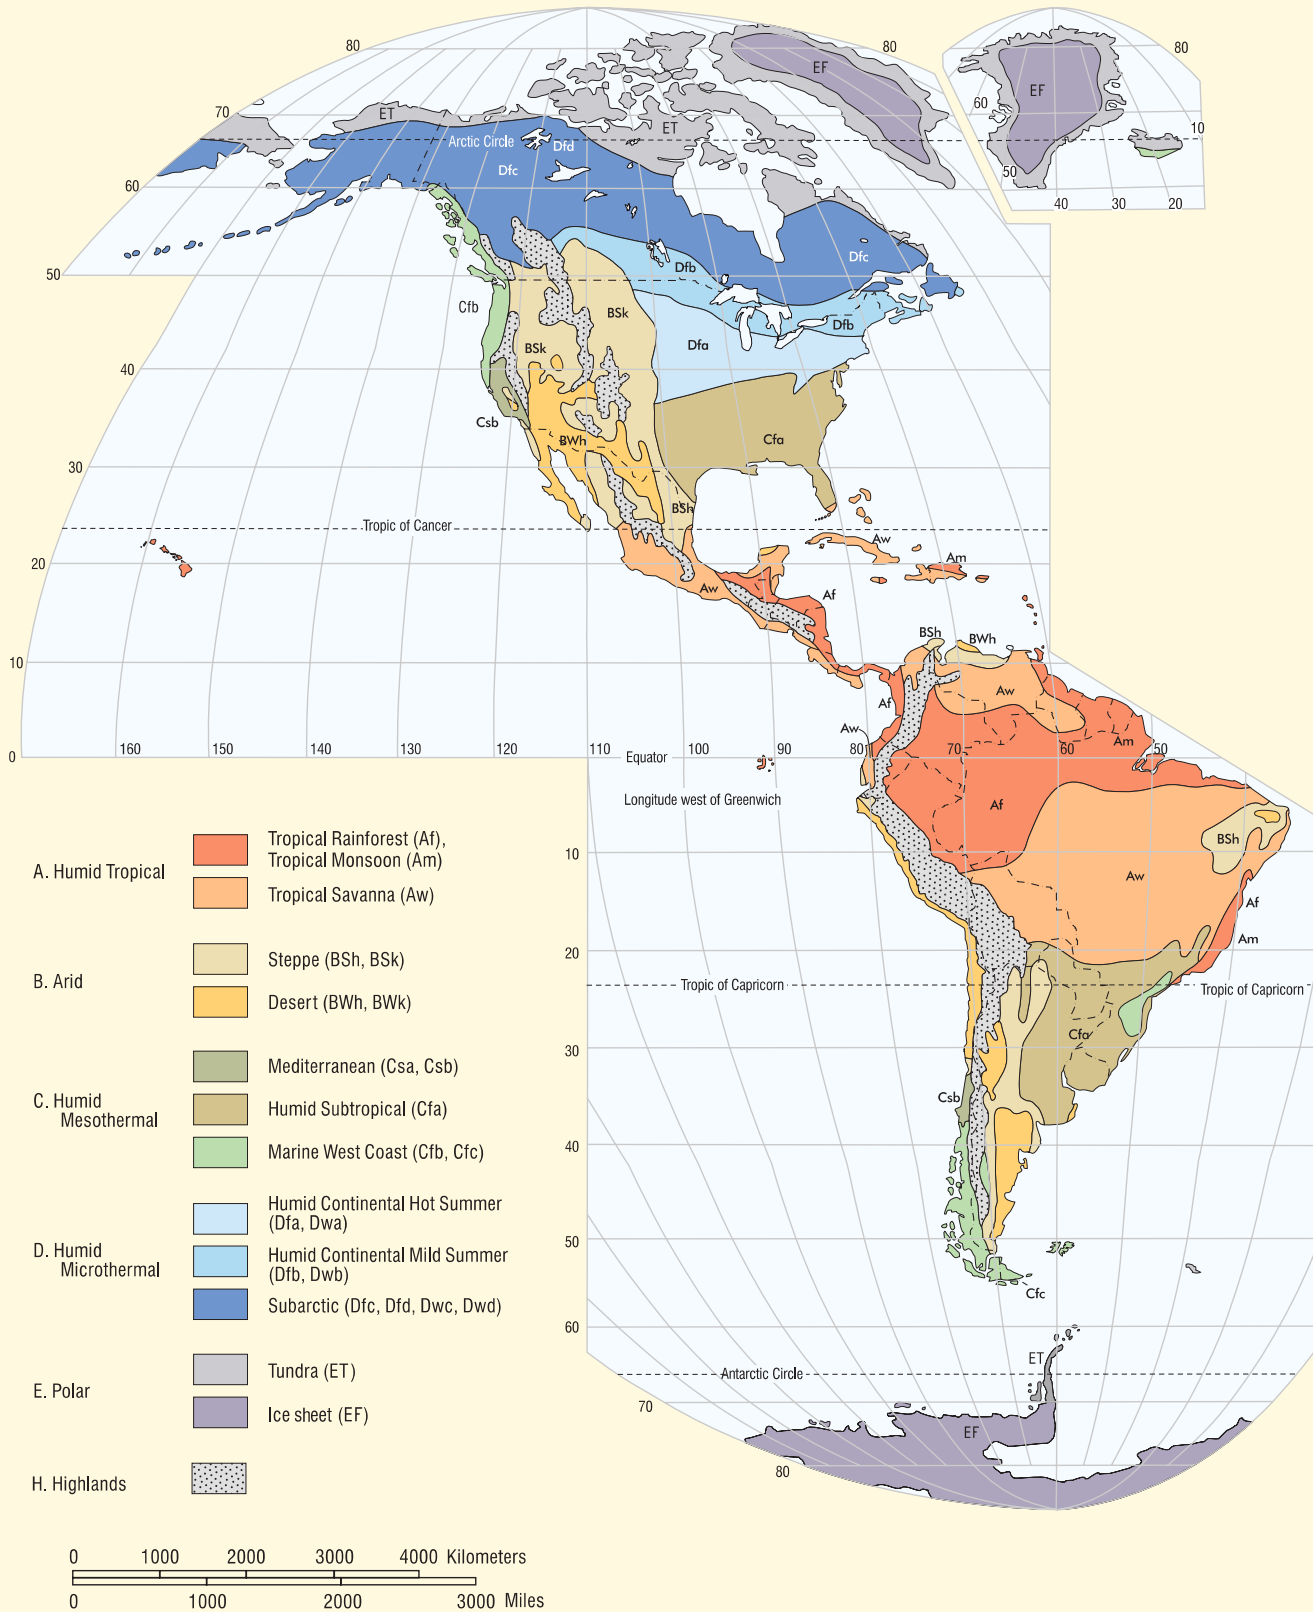 80
80
EF
70
ET
ET
Arctic Circle
Dfd
Dfc
60
Dfc
50
Dfb
Cfb
BSk
Dfb
BSk
Dfa
40
Csb
Cfa
BWh
30
BSh
Tropic of Cancer
Aw
Am
20
Aw
Af
BSh
BWh
10
Aw
Af
Aw
Am
0
160
150
140
130
120
110
100
90
80
70
60
50
Equator
Longitude west of Greenwich
Af
BSh
10
Aw
Af
Am
20
Tropic of Capricorn
Tropic of Capricorn
Cfa
30
Csb
40
50
Cfc
60
ET
Antarctic Circle
70
EF
80
80
EF
60
10
50
40
30
20
A. Humid Tropical
Tropical Rainforest (Af),
Tropical Monsoon (Am)
Tropical Savanna (Aw)
B. Arid
Steppe (BSh, BSk)
Desert (BWh, BWk)
C. Humid
Mesothermal
Mediterranean (Csa, Csb)
Humid Subtropical (Cfa)
Marine West Coast (Cfb, Cfc)
D. Humid
Microthermal
Humid Continental Hot Summer
(Dfa, Dwa)
Humid Continental Mild Summer
(Dfb, Dwb)
Subarctic (Dfc, Dfd, Dwc, Dwd)
E. Polar
Tundra (ET)
Ice sheet (EF)
H. Highlands
0 1000 2000 3000 4000 Kilometers
0 1000 2000 3000 Miles